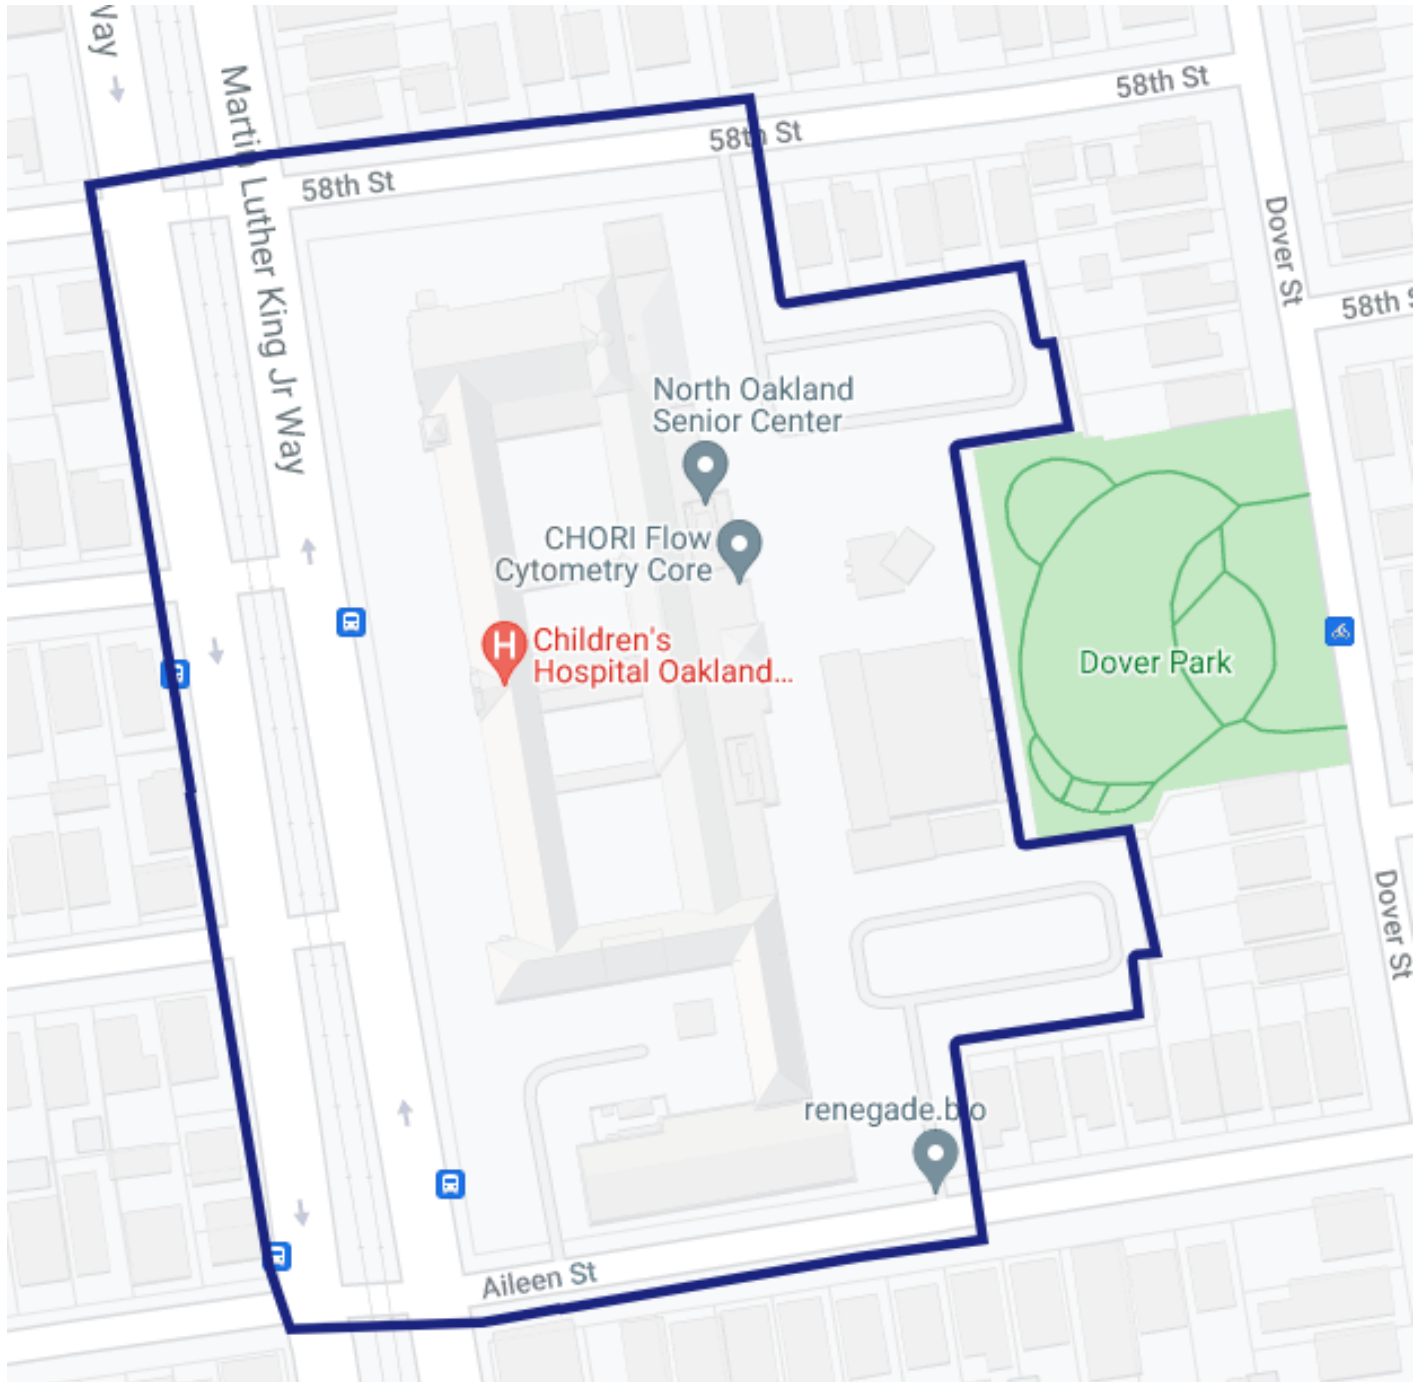 Way
58th St
58th St
Martin Luther King Jr Way
58th St
Dover St
58th S
North Oakland
Senior Center
CHORI Flow
Cytometry Core
H
Children's
Hospital Oakland...
Dover Park
Dover St
renegade.bio
Aileen St